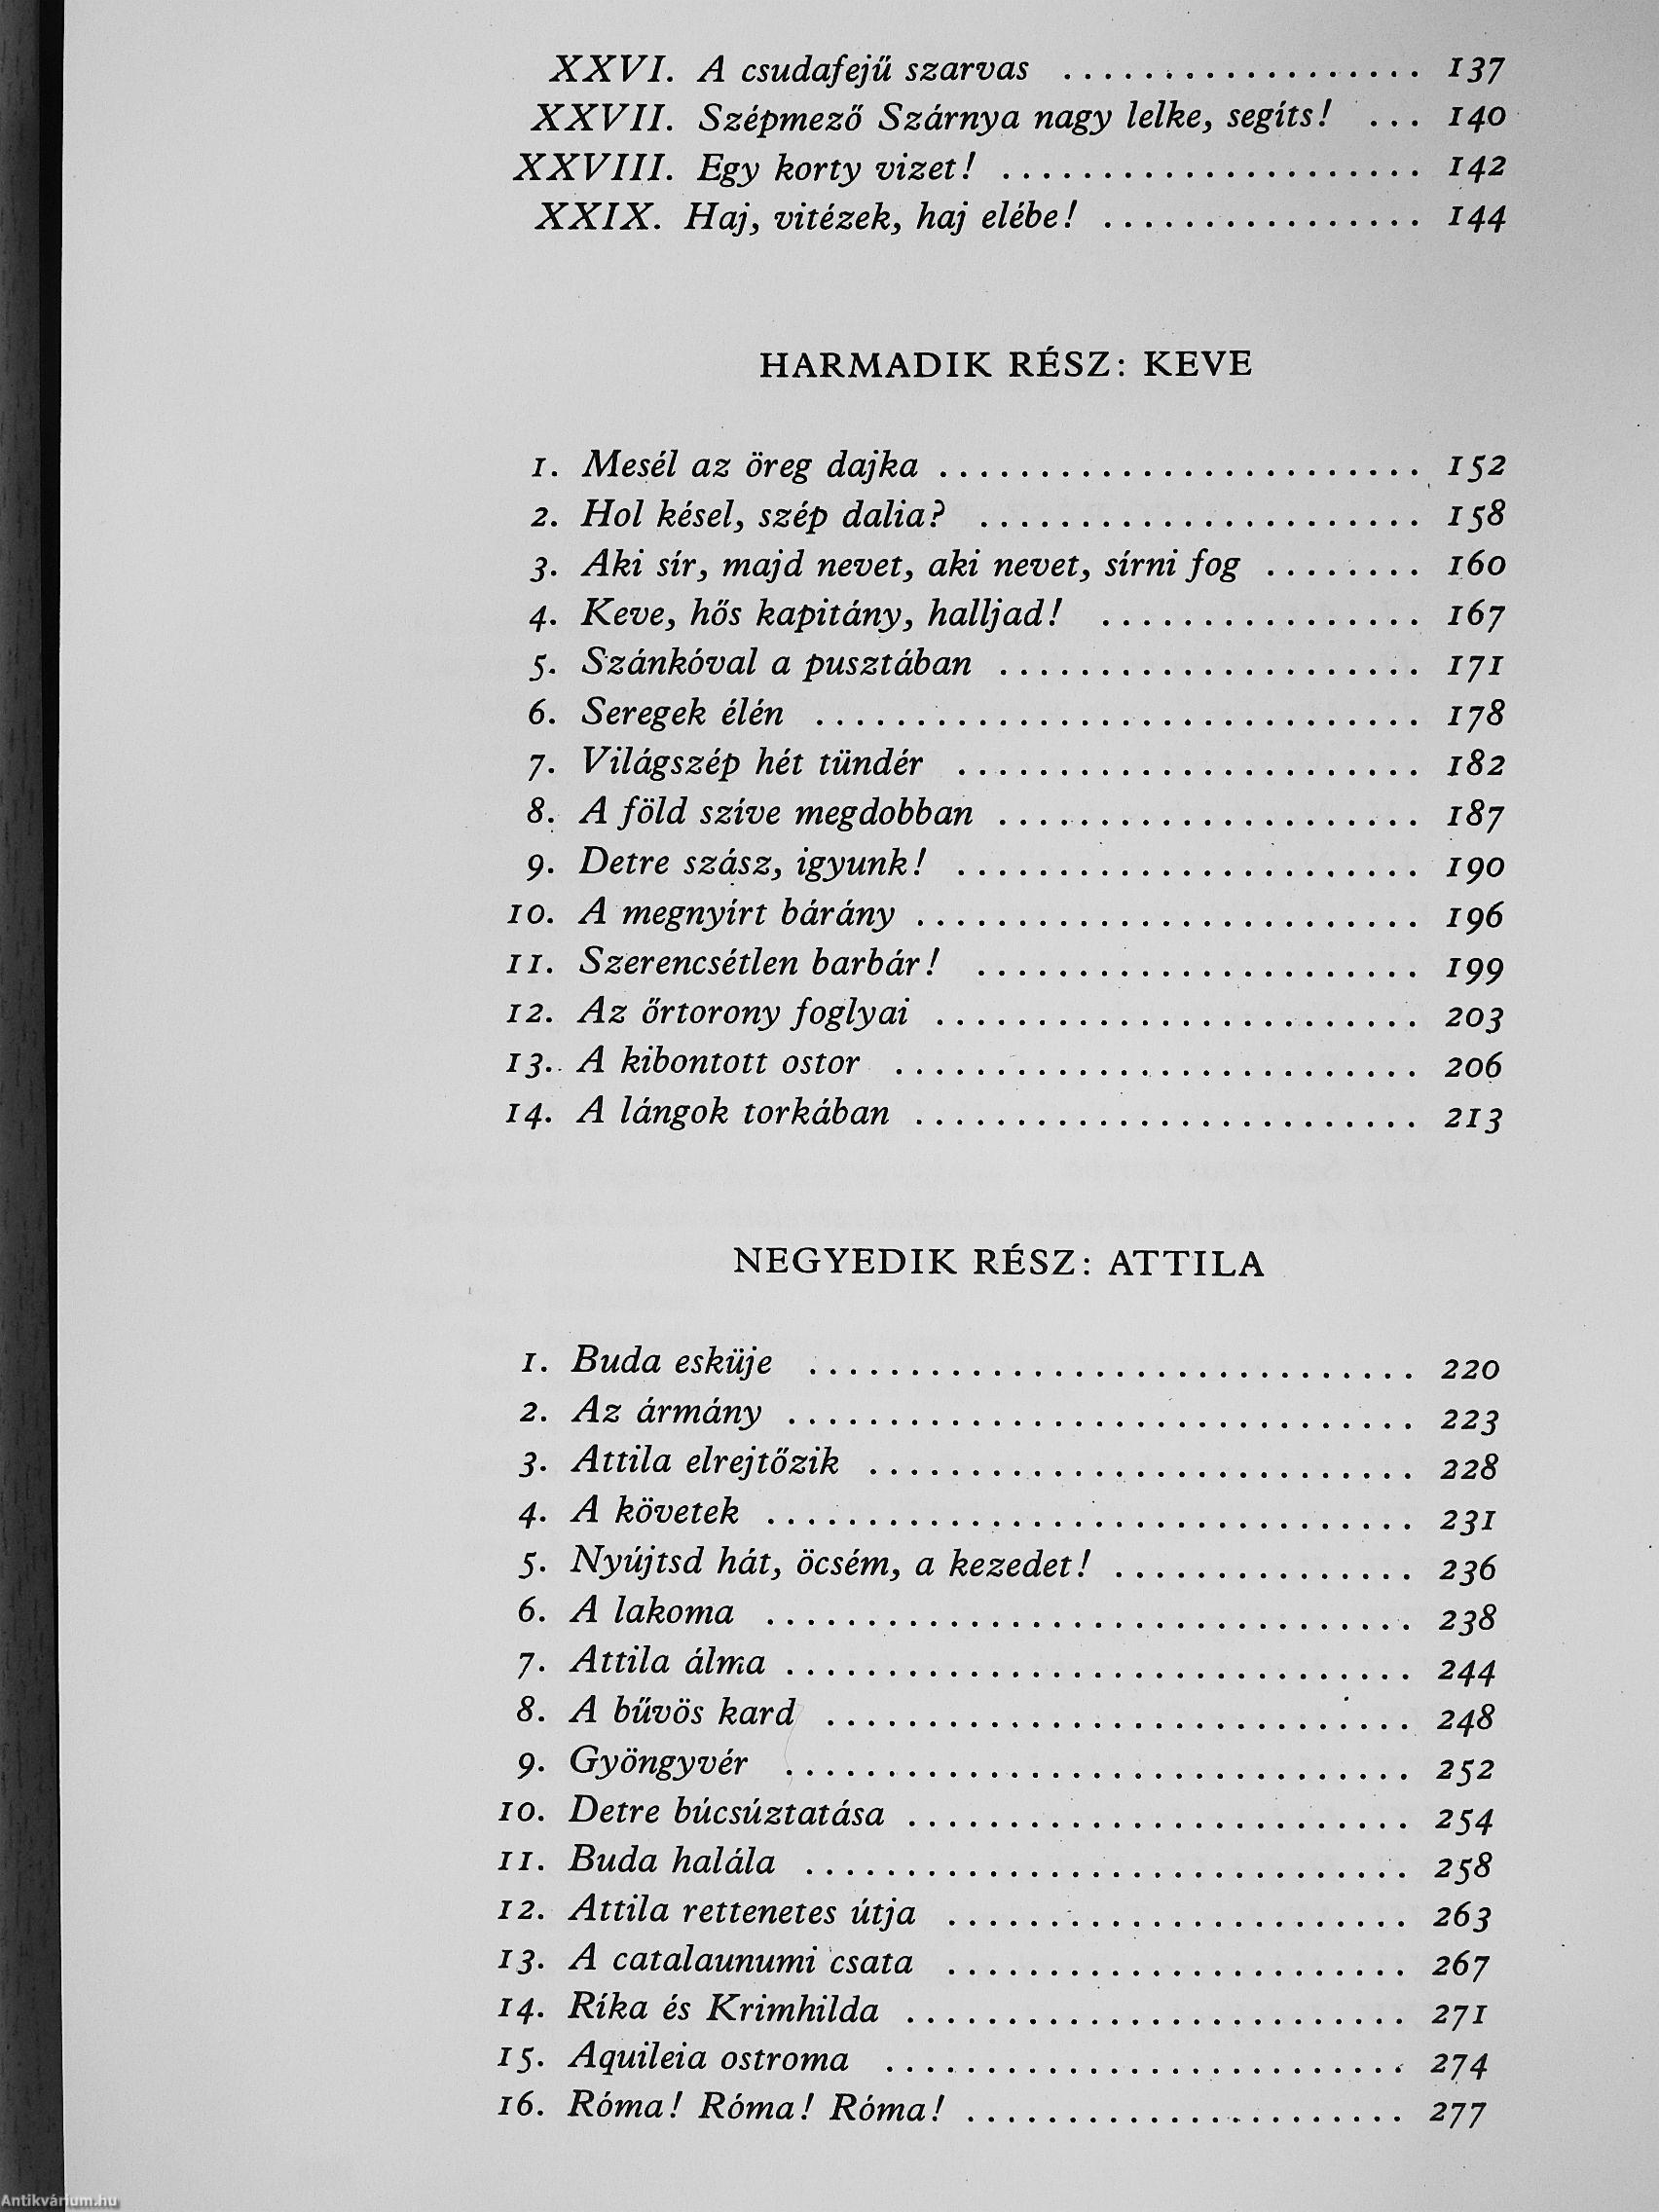 XXVI. A csudafejű szarvas .................. 137
XXVII. Szépmező Szárnya nagy lelke, segíts! ... 140
XXVIII. Egy korty vizet! ..................... 142
XXIX. Haj, vitézek, haj elébe! ................ 144
HARMADIK RÉSZ: KEVE
1. Mesél az öreg dajka ........................ 152
2. Hol késel, szép dalia? ...................... 158
3. Aki sír, majd nevet, aki nevet, sírni fog ........ 160
4. Keve, hős kapitány, halljad! ................ 167
5. Szánkóval a pusztában ..................... 171
6. Seregek élén .............................. 178
7. Világszép hét tündér ....................... 182
8. A föld szíve megdobban ..................... 187
9. Detre szász, igyunk! ....................... 190
10. A megnyírt bárány ......................... 196
11. Szerencsétlen barbár! ...................... 199
12. Az őrtorony foglyai ........................ 203
13. A kibontott ostor .......................... 206
14. A lángok torkában ......................... 213
NEGYEDIK RÉSZ: ATTILA
1. Buda esküje .............................. 220
2. Az ármány ............................... 223
3. Attila elrejtőzik ........................... 228
4. A követek ................................ 231
5. Nyújtsd hát, öcsém, a kezedet! ............... 236
6. A lakoma ................................ 238
7. Attila álma ............................... 244
8. A bűvös kard ............................. 248
9. Gyöngyvér ............................... 252
10. Detre búcsúztatása ......................... 254
11. Buda halála .............................. 258
12. Attila rettenetes útja ....................... 263
13. A catalaunumi csata ....................... 267
14. Ríka és Krimhilda ......................... 271
15. Aquileia ostroma .......................... 274
16. Róma! Róma! Róma! ...................... 277
Antikvárium.hu